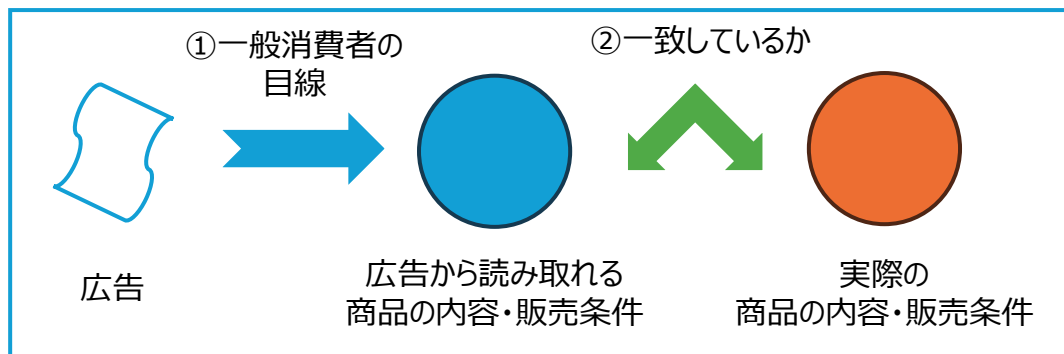 ①一般消費者の
目線
②一致しているか
広告
広告から読み取れる
商品の内容・販売条件
実際の
商品の内容・販売条件